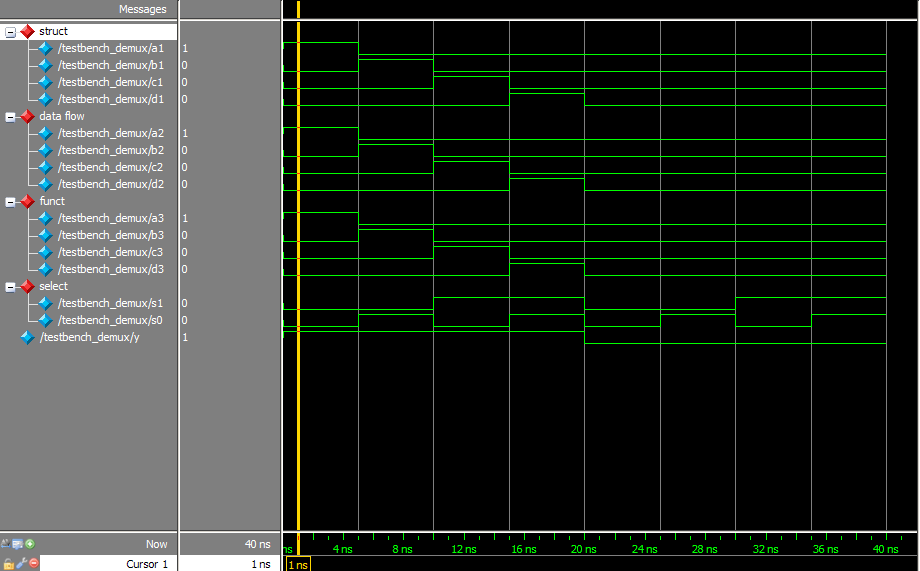 Messages
struct
/testbench_demux/a1 1
/testbench_demux/b1 0
/testbench_demux/c1 0
/testbench_demux/d1 0
data flow
/testbench_demux/a2 1
/testbench_demux/b2 0
/testbench_demux/c2 0
/testbench_demux/d2 0
funct
/testbench_demux/a3 1
/testbench_demux/b3 0
/testbench_demux/c3 0
/testbench_demux/d3 0
select
/testbench_demux/s1 0
/testbench_demux/s0 0
/testbench_demux/y 1
Now 40 ns ns 4 ns 8 ns 12 ns 16 ns 20 ns 24 ns 28 ns 32 ns 36 ns 40 ns
Cursor 1 1 ns 1 ns